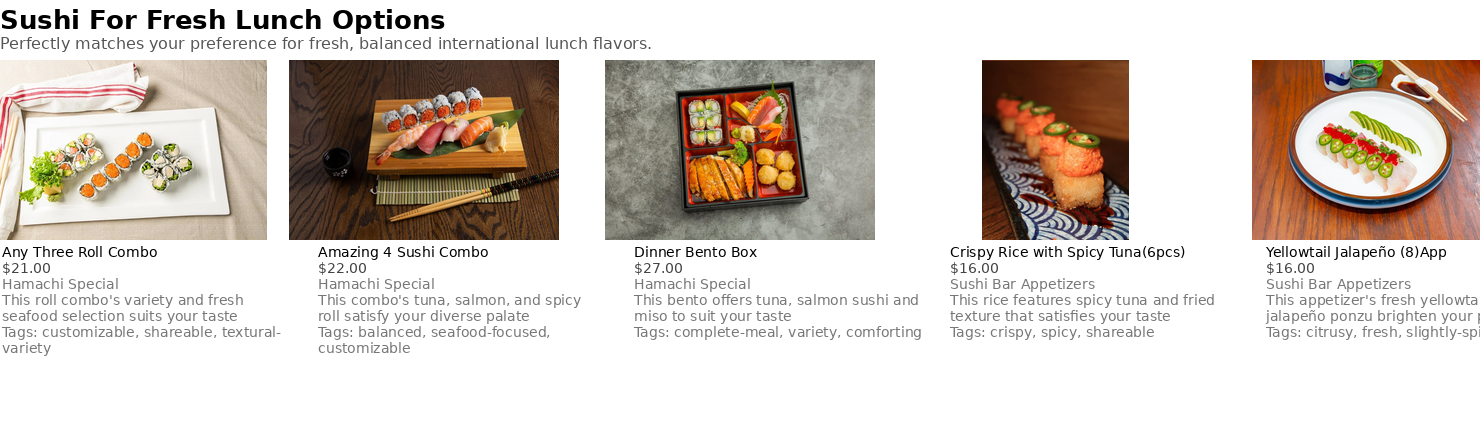 Sushi For Fresh Lunch Options
Perfectly matches your preference for fresh, balanced international lunch flavors.
Any Three Roll Combo
$21.00
Hamachi Special
This roll combo's variety and fresh
seafood selection suits your taste
Tags: customizable, shareable, textural-
variety
Amazing 4 Sushi Combo
$22.00
Hamachi Special
This combo's tuna, salmon, and spicy
roll satisfy your diverse palate
Tags: balanced, seafood-focused,
customizable
Dinner Bento Box
$27.00
Hamachi Special
This bento offers tuna, salmon sushi and
miso to suit your taste
Tags: complete-meal, variety, comforting
Crispy Rice with Spicy Tuna(6pcs)
$16.00
Sushi Bar Appetizers
This rice features spicy tuna and fried
texture that satisfies your taste
Tags: crispy, spicy, shareable
Yellowtail Jalapeño (8)App
$16.00
Sushi Bar Appetizers
This appetizer's fresh
jalapeño ponzu brighten your
Tags: citrusy, fresh,